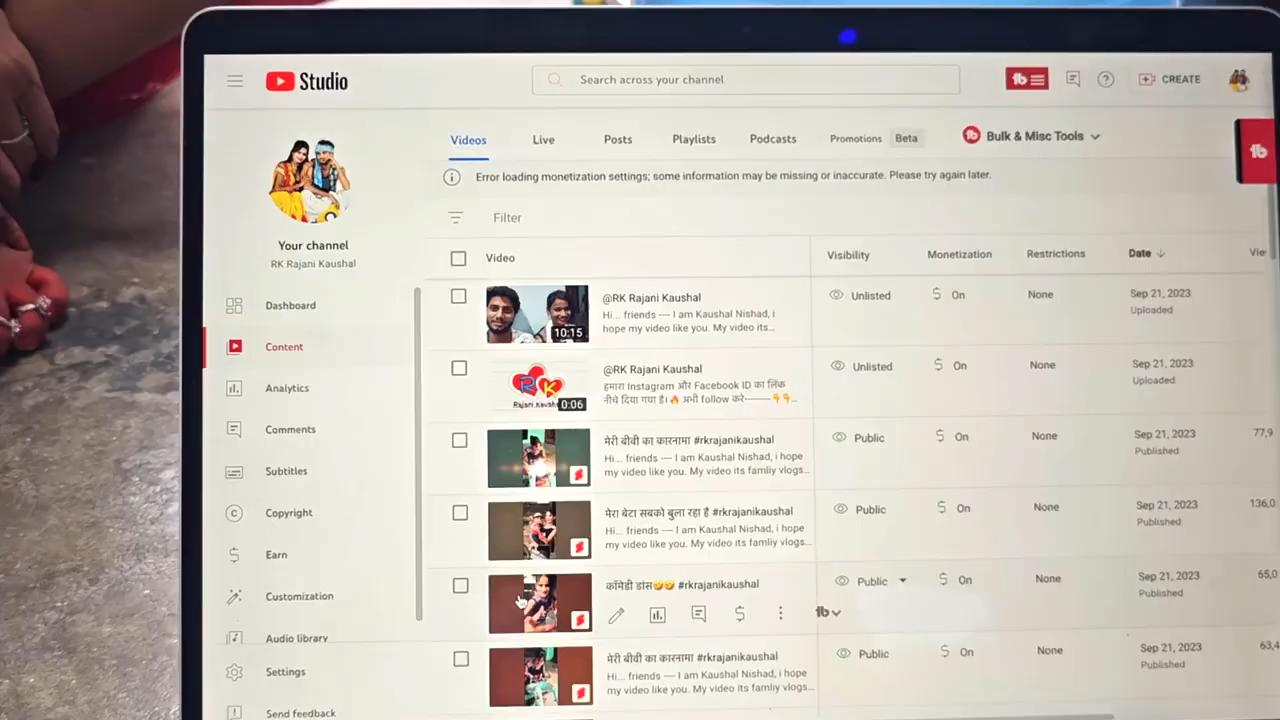 Studio
Search across your channel
CREATE
Your channel
RK Rajani Kaushal
Dashboard
Content
Analytics
Comments
Subtitles
Copyright
Earn
Customization
Audio library
Settings
Send feedback
Videos Live Posts Playlists Podcasts Promotions Beta Bulk & Misc Tools
Error loading monetization settings; some information may be missing or inaccurate. Please try again later.
Filter
Video Visibility Monetization Restrictions Date
@RK Rajani Kaushal
Hi... friends ---- I am Kaushal Nishad, i
hope my video like you. My video its...
10:15
Unlisted On None Sep 21, 2023
Uploaded
@RK Rajani Kaushal
हमारा Instagram और Facebook ID का लिंक
नीचे दिया गया है।🔥 अभी follow करे--------👇👇...
R K
0:06
Unlisted On None Sep 21, 2023
Uploaded
मेरी बीवी का कारनामा #rkrajanikaushal
Hi... friends ---- I am Kaushal Nishad, i hope
my video like you. My video its famliy vlogs...
Public On None Sep 21, 2023 77,9
Published
मेरा बेटा सबको बुला रहा है #rkrajanikaushal
Hi... friends ---- I am Kaushal Nishad, i hope
my video like you. My video its famliy vlogs...
Public On None Sep 21, 2023 136,0
Published
कॉमेडी डांस🤣🤣 #rkrajanikaushal
Public On None Sep 21, 2023 65,0
Published
मेरी बीवी का कारनामा #rkrajanikaushal
Hi... friends ---- I am Kaushal Nishad, i hope
my video like you. My video its famliy vlogs...
Public On None Sep 21, 2023 63,4
Published